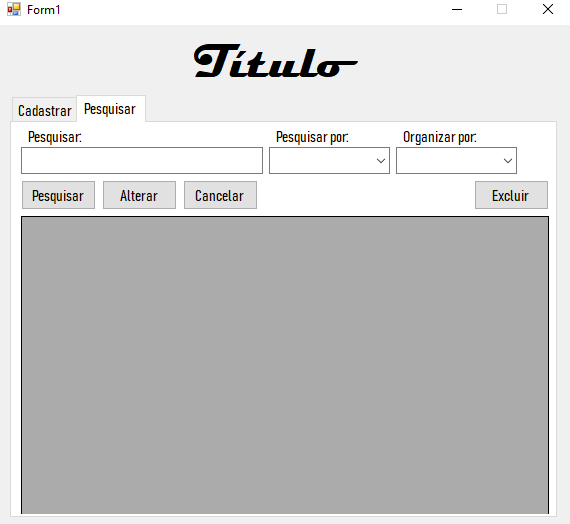 Form1
Título
Cadastrar Pesquisar
Pesquisar: Pesquisar por: Organizar por:
Pesquisar Alterar Cancelar Excluir